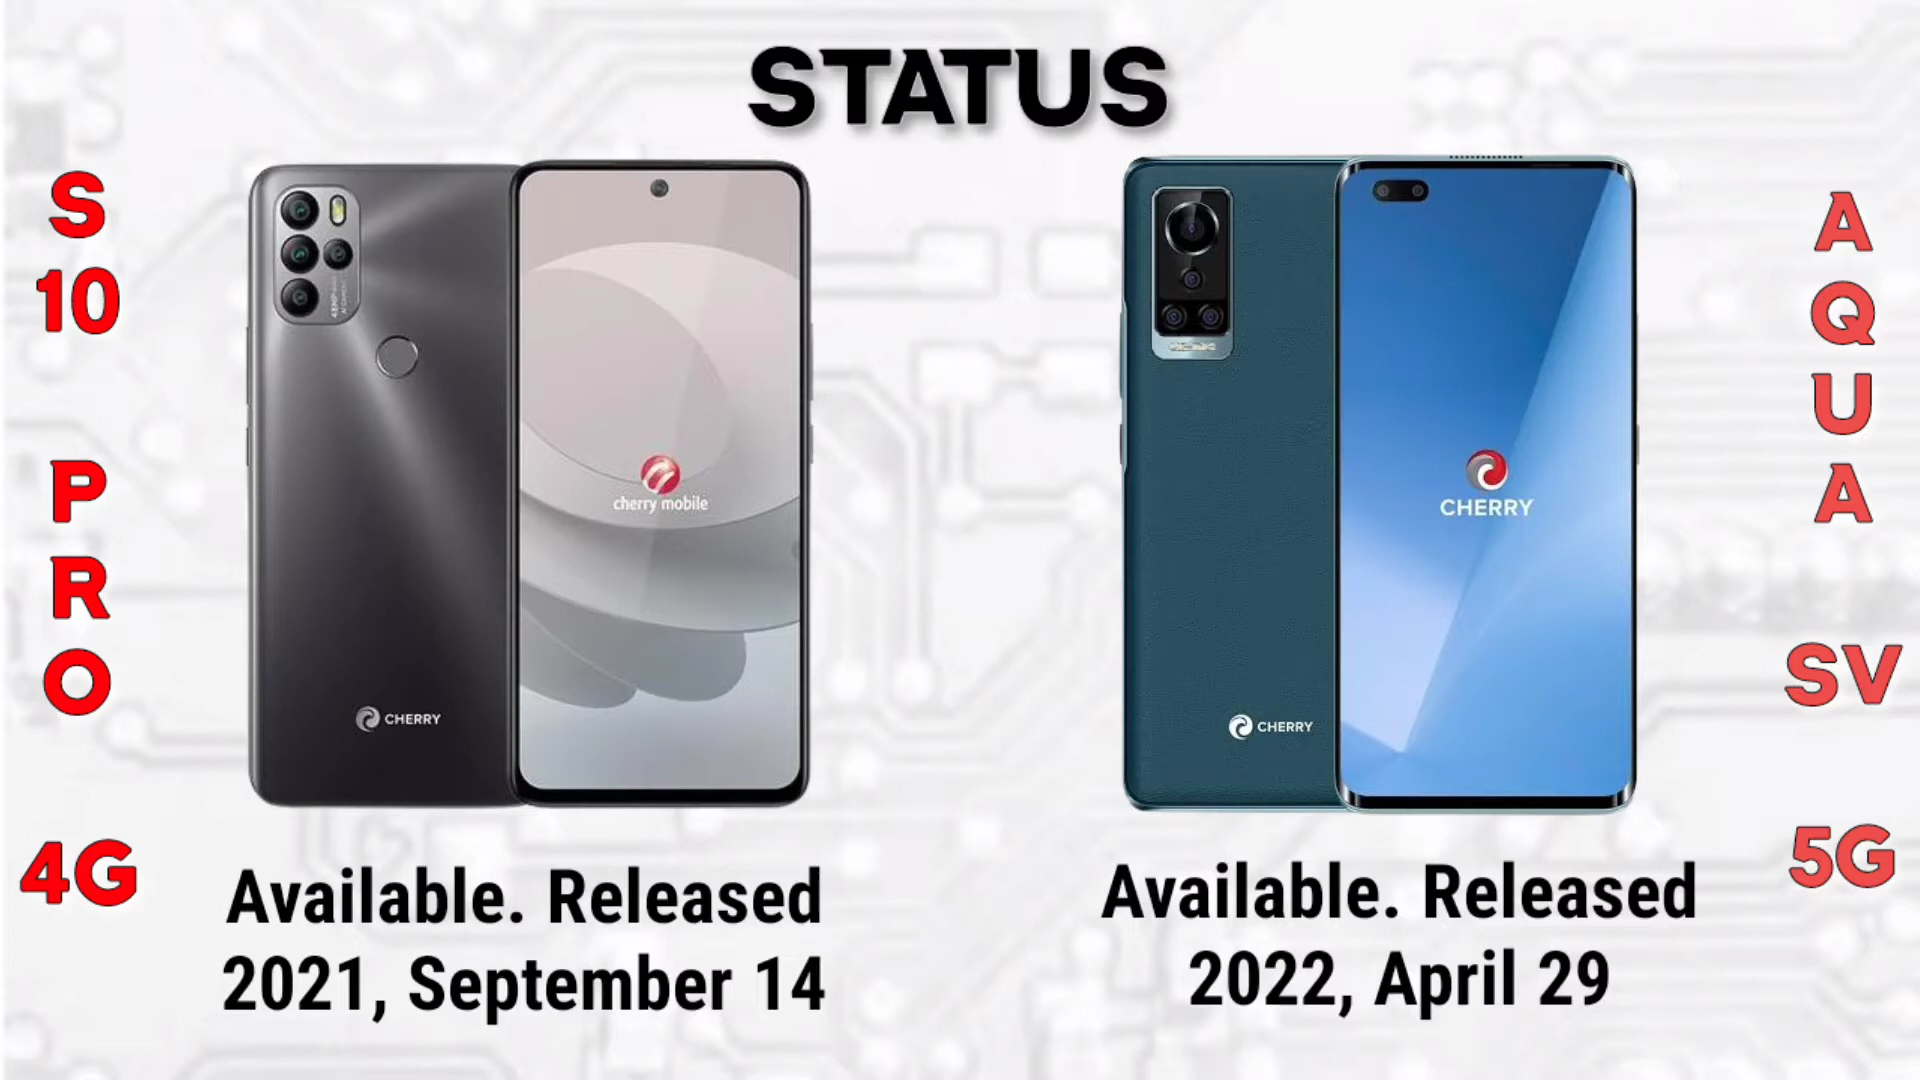 STATUS
S
10
P
R
O
4G
cherry mobile
CHERRY
Available. Released
2021, September 14
CHERRY
CHERRY
Available. Released
2022, April 29
A
Q
U
A
SV
5G